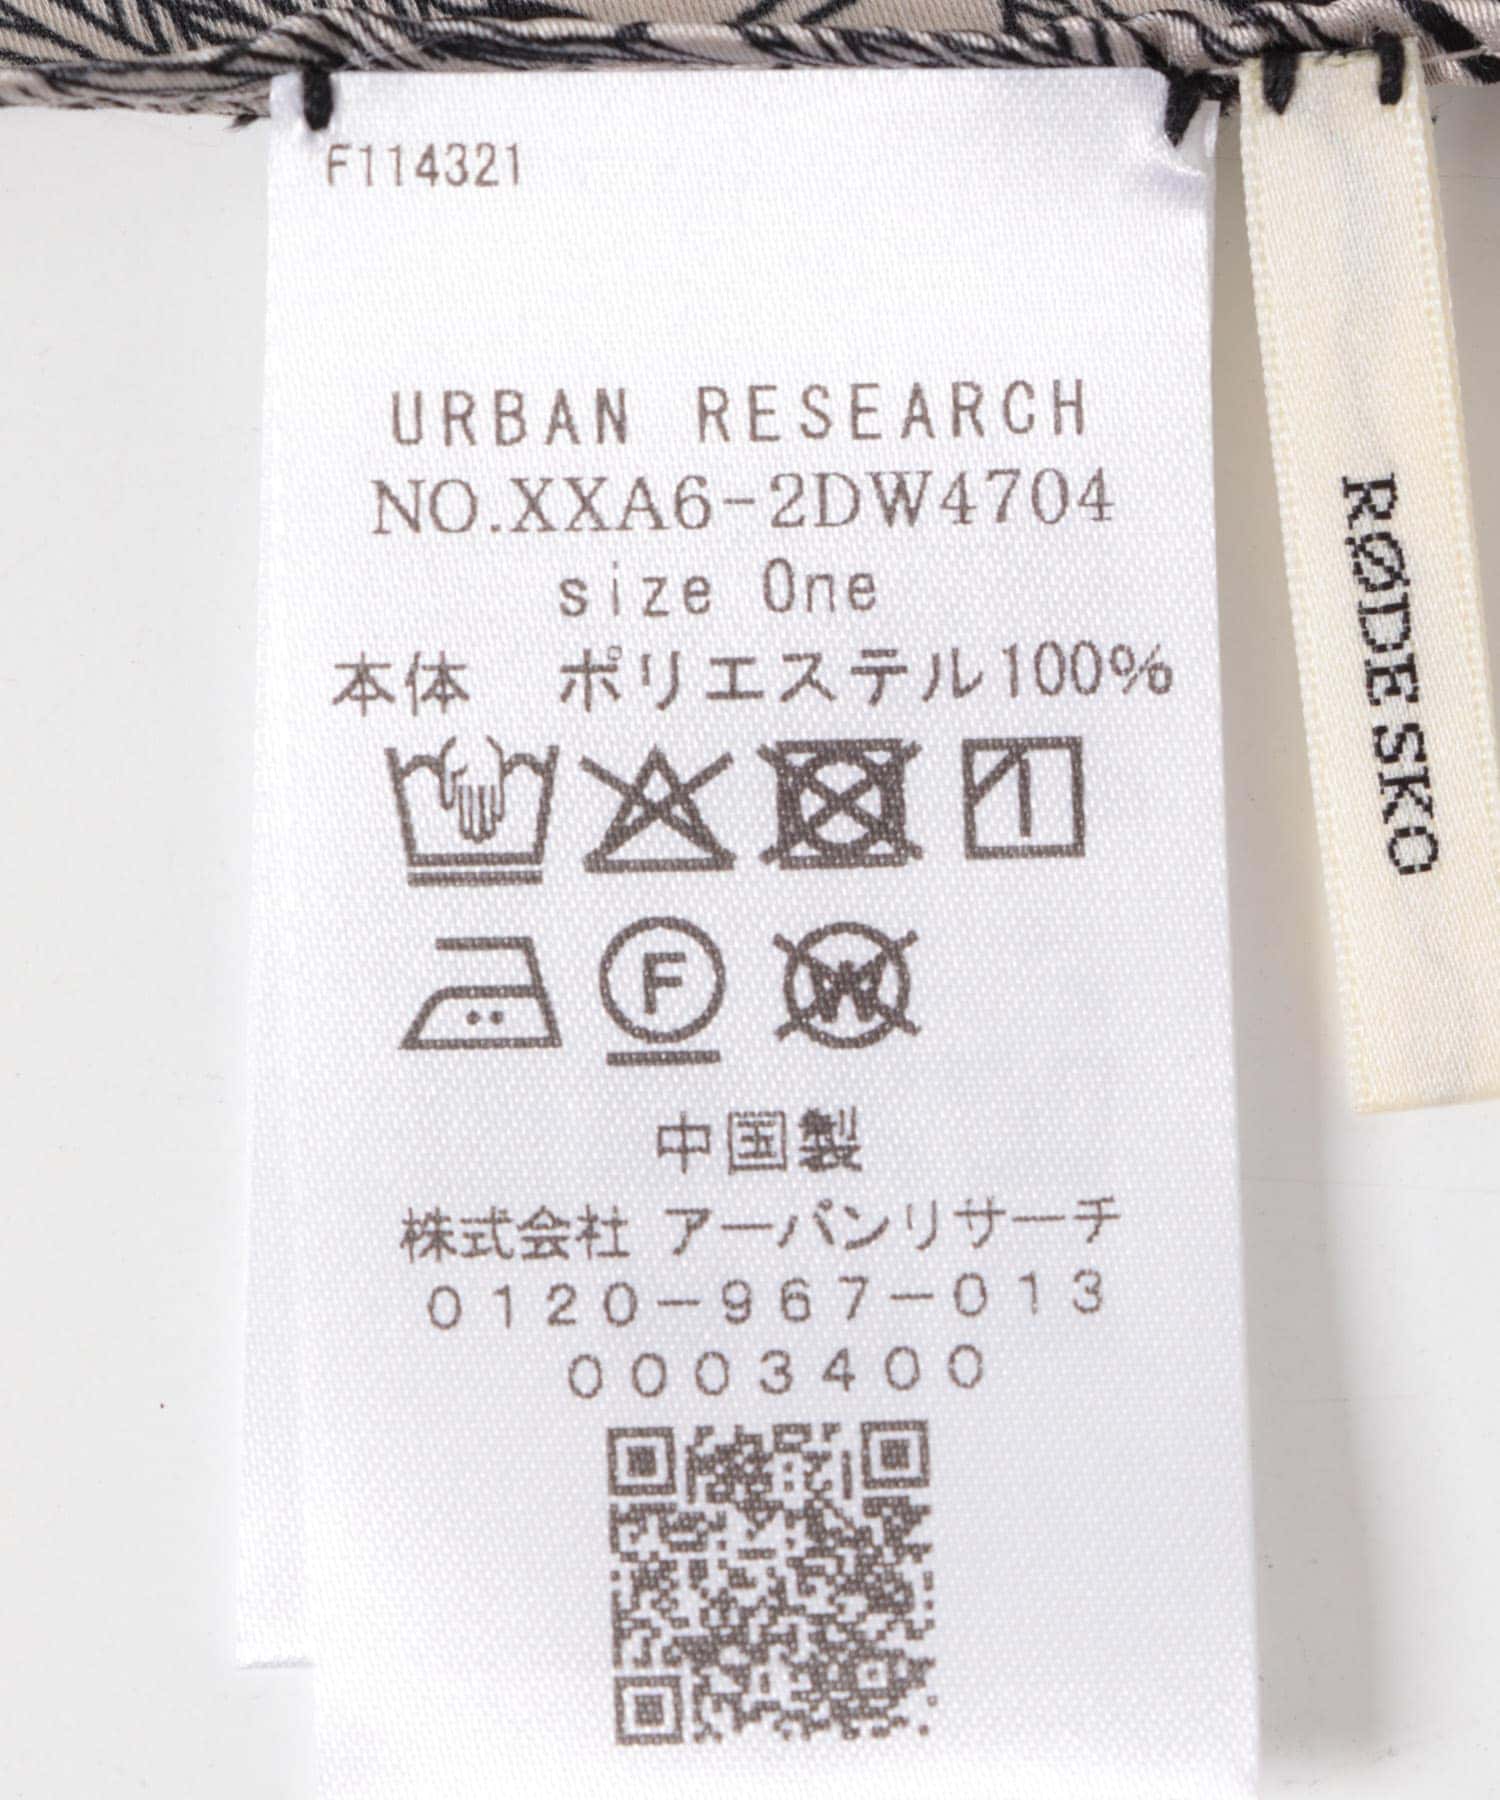 F114321
URBAN RESEARCH
NO.XXA6-2DW4704
size One
本体 ポリエステル100%
F
W
中国製
株式会社 アーバンリサーチ
0120-967-013
0003400
RØDE SKO